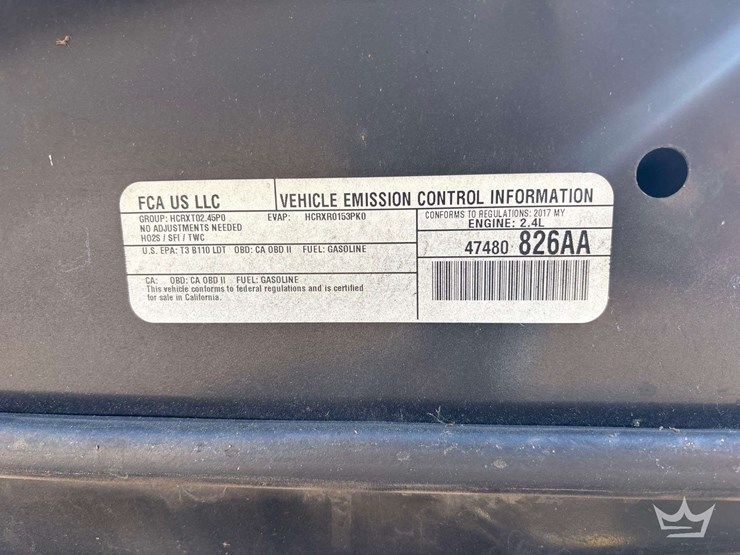 FCA US LLC
VEHICLE EMISSION CONTROL INFORMATION
GROUP: HCRXT02.45P0 EVAP: HCRXR0153PK0
NO ADJUSTMENTS NEEDED
HO2S / SFI / TWC
CONFORMS TO REGULATIONS: 2017 MY
ENGINE: 2.4L
U.S. EPA: T3 B110 LDT OBD: CA OBD II FUEL: GASOLINE
47480 826AA
CA: OBD: CA OBD II FUEL: GASOLINE
This vehicle conforms to federal regulations and is certified
for sale in California.